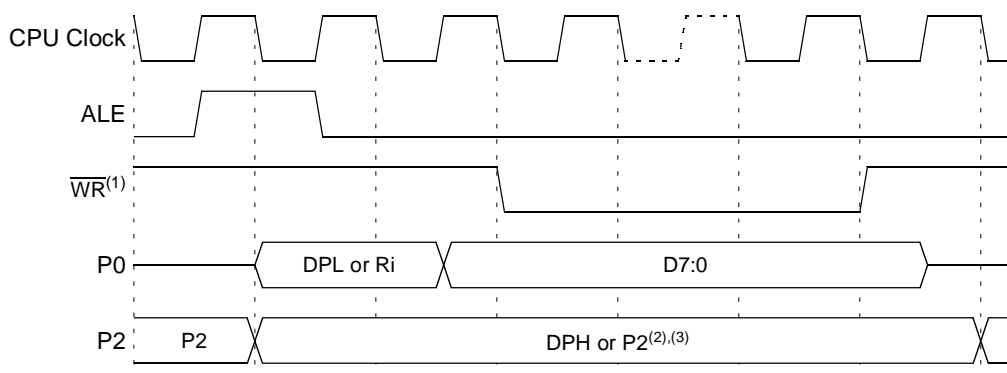 CPU Clock
ALE
WR(1)
P0 DPL or Ri D7:0
P2 P2 DPH or P2(2),(3)